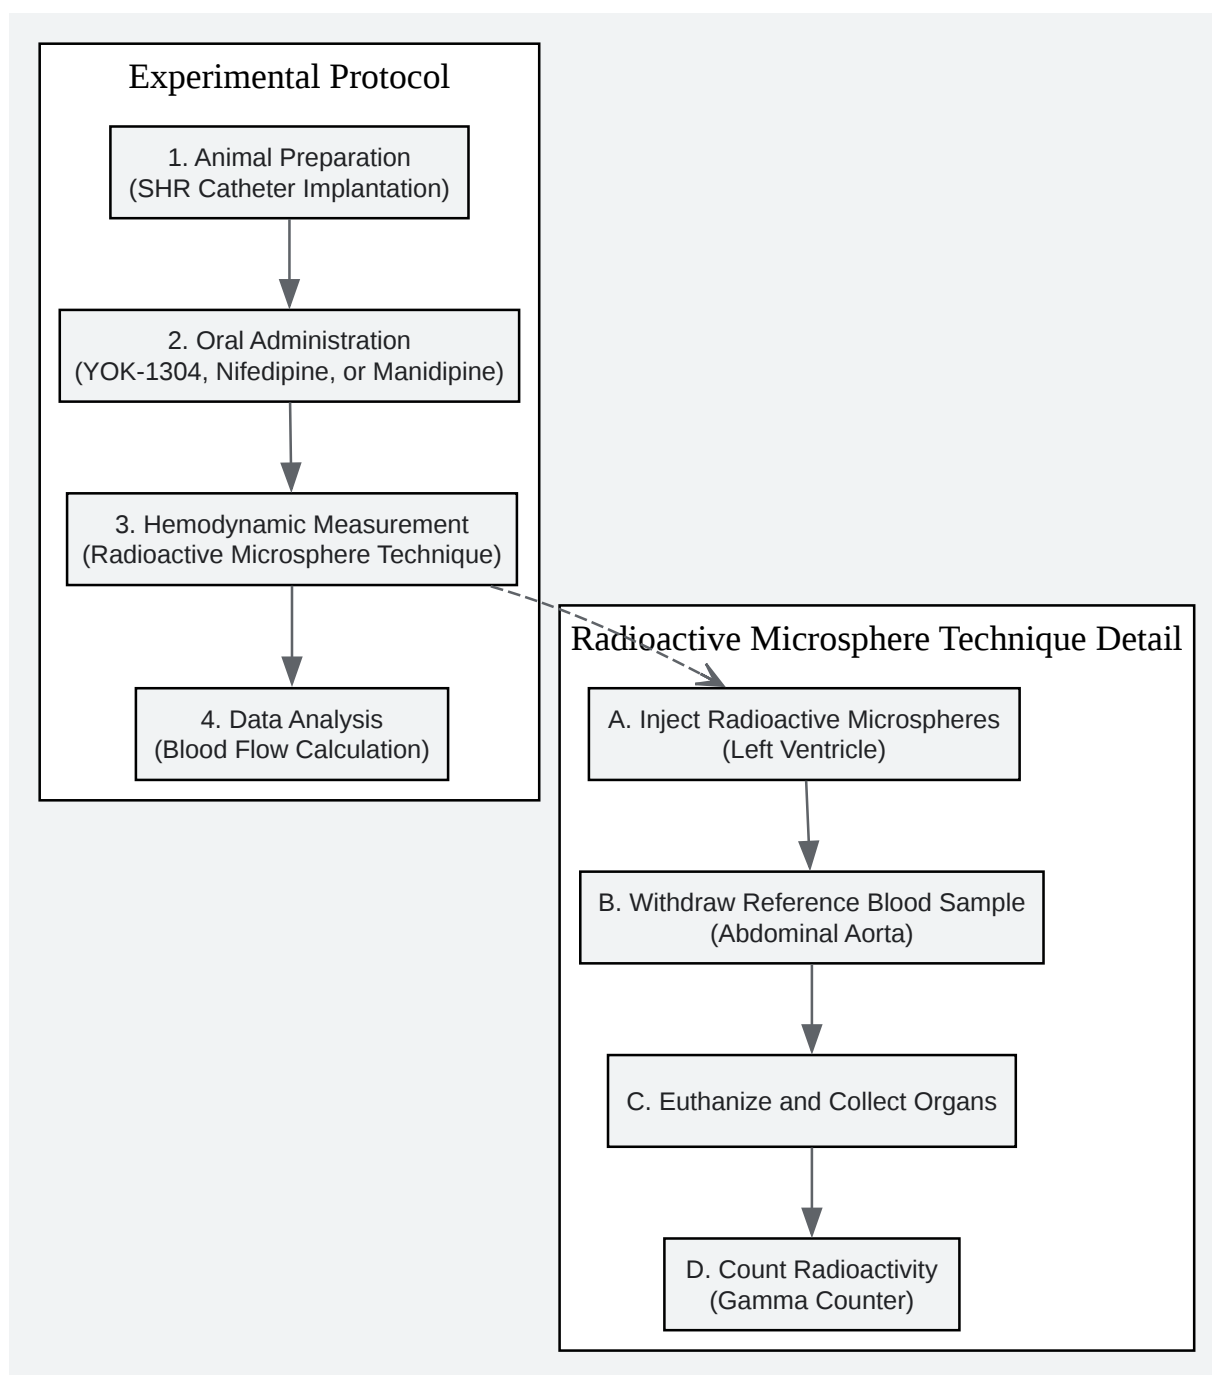 Experimental Protocol
1. Animal Preparation
(SHR Catheter Implantation)
2. Oral Administration
(YOK-1304, Nifedipine, or Manidipine)
3. Hemodynamic Measurement
(Radioactive Microsphere Technique)
4. Data Analysis
(Blood Flow Calculation)
Radioactive Microsphere Technique Detail
A. Inject Radioactive Microspheres
(Left Ventricle)
B. Withdraw Reference Blood Sample
(Abdominal Aorta)
C. Euthanize and Collect Organs
D. Count Radioactivity
(Gamma Counter)